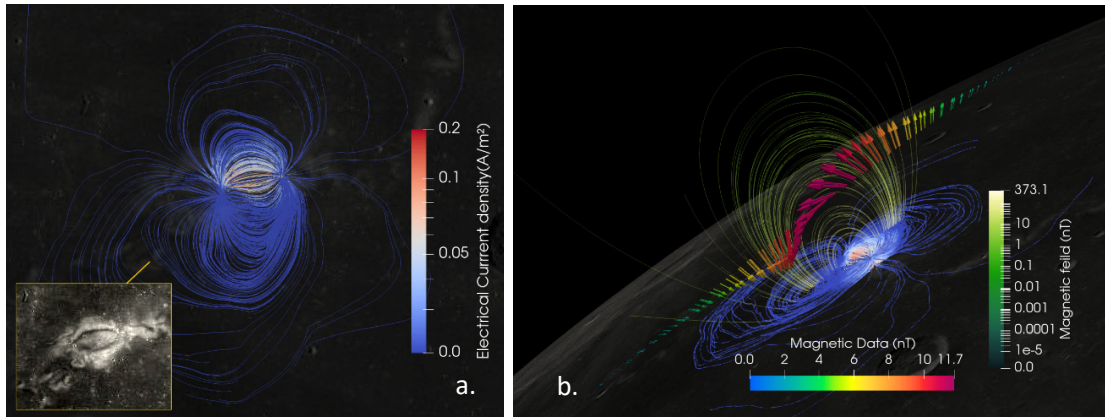 0.2
0.1
0.05
0.0
Electrical Currrent density(A/m²)
a.
373.1
10
1
0.1
0.01
0.001
0.0001
1e-5
0.0
Magnetic feild (nT)
Magnetic Data (nT)
0.0 2 4 6 8 10 11.7
b.